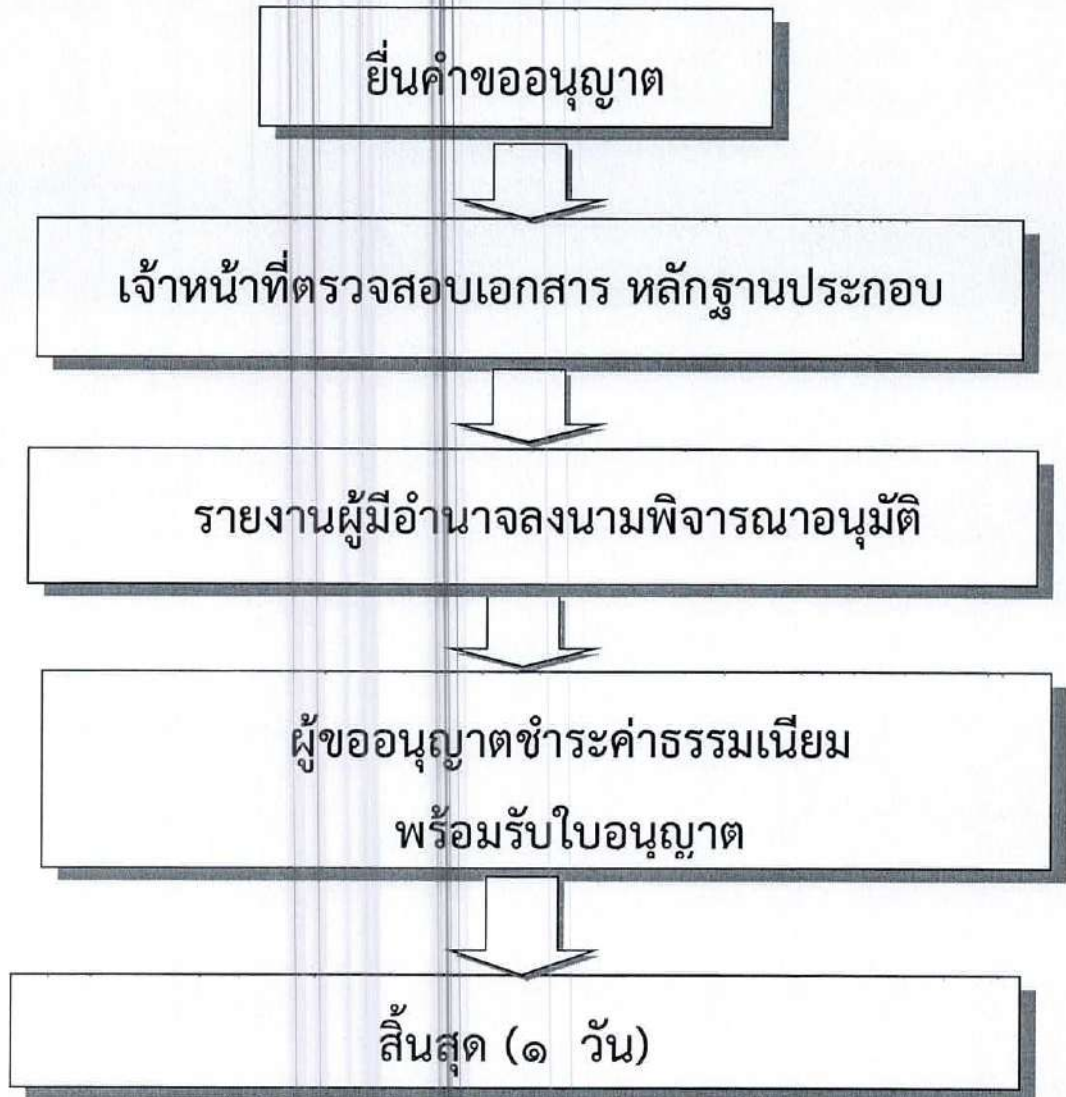 ยื่นคำขออนุญาต
เจ้าหน้าที่ตรวจสอบเอกสาร หลักฐานประกอบ
รายงานผู้มีอำนาจลงนามพิจารณาอนุมัติ
ผู้ขออนุญาตชำระค่าธรรมเนียม
พร้อมรับใบอนุญาต
สิ้นสุด (๑ วัน)